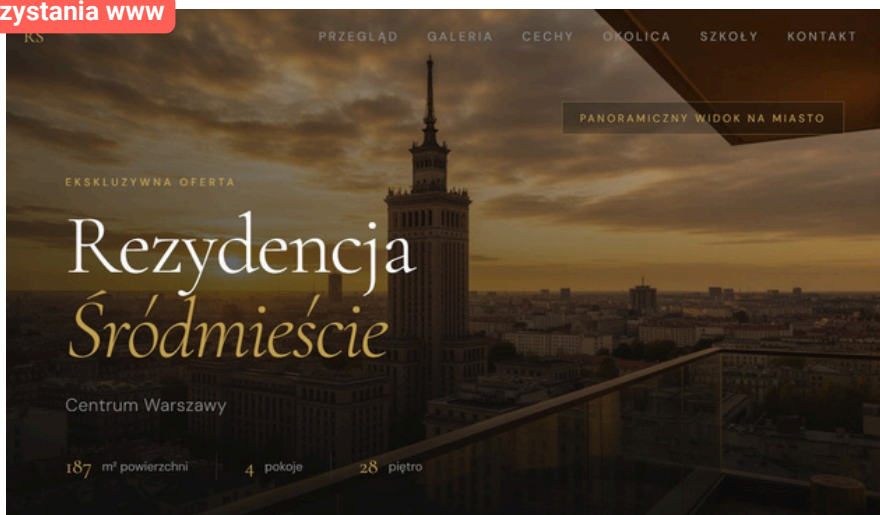 zystania www
RS
PRZEGLĄD GALERIA CECHY OKOLICA SZKOŁY KONTAKT
PANORAMICZNY WIDOK NA MIASTO
EKSKLUZYWNA OFERTA
Rezydencja
Śródmieście
Centrum Warszawy
187 m² powierzchni 4 pokoje 28 piętro